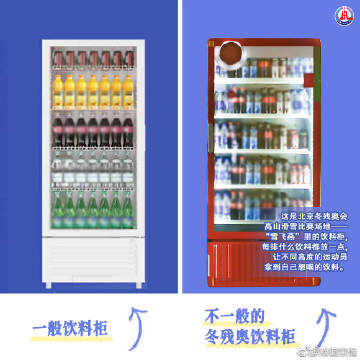 这是北京冬残奥会
高山滑雪比赛场地——
“雪飞燕”里的饮料柜，
每排什么饮料都放一点，
让不同高度的运动员
拿到自己想喝的饮料。
一般饮料柜
不一般的
冬残奥饮料柜